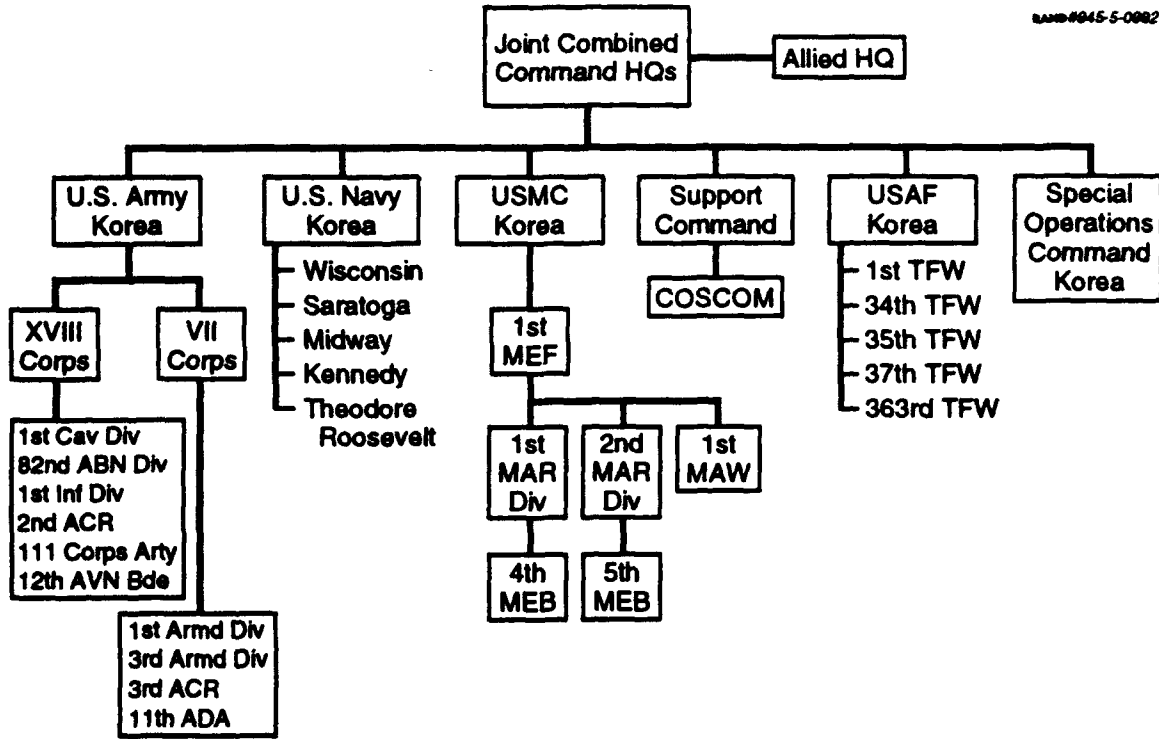 RAND#945-5-0992
Joint Combined
Command HQs
Allied HQ
U.S. Army
Korea
U.S. Navy
Korea
USMC
Korea
Support
Command
USAF
Korea
Special
Operations
Command
Korea
XVIII
Corps
VII
Corps
1st Cav Div
82nd ABN Div
1st Inf Div
2nd ACR
111 Corps Arty
12th AVN Bde
1st Armd Div
3rd Armd Div
3rd ACR
11th ADA
Wisconsin
Saratoga
Midway
Kennedy
Theodore
Roosevelt
1st
MEF
1st
MAR
Div
2nd
MAR
Div
1st
MAW
4th
MEB
5th
MEB
COSCOM
1st TFW
34th TFW
35th TFW
37th TFW
363rd TFW